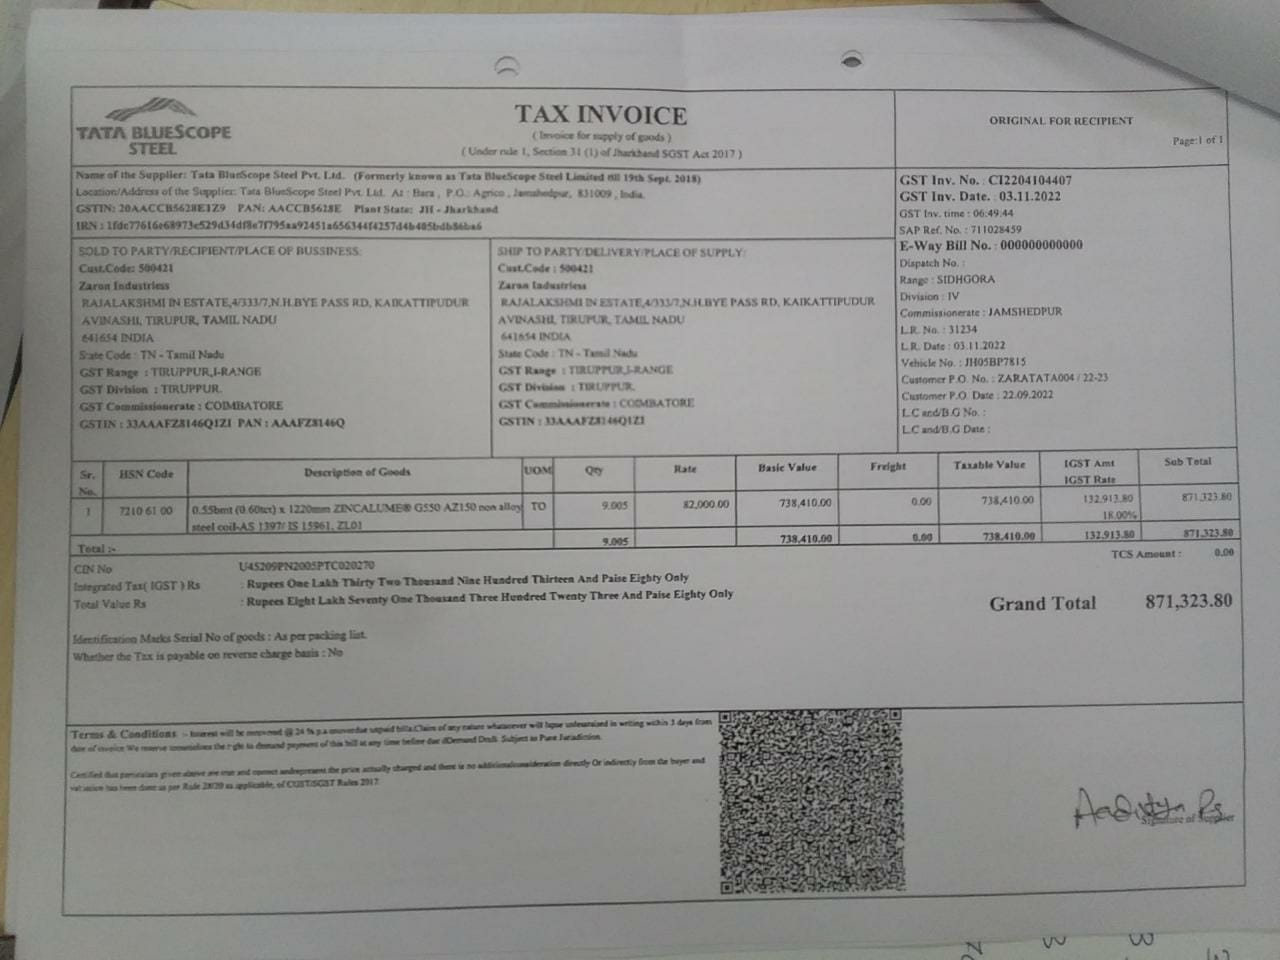 TATA BLUESCOPE
STEEL
TAX INVOICE
( Invoice for supply of goods )
( Under rule 1, Section 31 (1) of Jharkhand SGST Act 2017 )
ORIGINAL FOR RECIPIENT
Page:1 of 1
Name of the Supplier: Tata BlueScope Steel Pvt. Ltd. (Formerly known as Tata BlueScope Steel Limited till 19th Sept. 2018)
Location/Address of the Supplier: Tata BlueScope Steel Pvt. Ltd. At : Bara , P.O.: Agrico , Jamshedpur, 831009 , India.
GSTIN: 20AACCB5628E1Z9 PAN: AACCB5628E Plant State: JH - Jharkhand
IRN : 1fdc77616e68973c529d34df8e7f795aa92451a656344f4257d4b405bdb86ba6
GST Inv. No. : CI2204104407
GST Inv. Date. : 03.11.2022
GST Inv. time : 06:49:44
SAP Ref. No. : 711028459
E-Way Bill No. : 000000000000
Dispatch No. :
Range : SIDHGORA
Division : IV
Commissionerate : JAMSHEDPUR
L.R. No. : 31234
L.R. Date : 03.11.2022
Vehicle No. : JH05BP7815
Customer P.O. No. : ZARATATA004 / 22-23
Customer P.O. Date : 22.09.2022
L.C and/B.G No. :
L.C and/B.G Date :
SOLD TO PARTY/RECIPIENT/PLACE OF BUSSINESS:
Cust.Code: 500421
Zaron Industriess
RAJALAKSHMI IN ESTATE,4/333/7,N.H.BYE PASS RD, KAIKATTIPUDUR
AVINASHI, TIRUPUR, TAMIL NADU
641654 INDIA
State Code : TN - Tamil Nadu
GST Range : TIRUPPUR,I-RANGE
GST Division : TIRUPPUR.
GST Commissionerate : COIMBATORE
GSTIN : 33AAAFZ8146Q1Z1 PAN : AAAFZ8146Q
SHIP TO PARTY/DELIVERY/PLACE OF SUPPLY:
Cust.Code : 500421
Zaron Industriess
RAJALAKSHMI IN ESTATE,4/333/7,N.H.BYE PASS RD, KAIKATTIPUDUR
AVINASHI, TIRUPUR, TAMIL NADU
641654 INDIA
State Code : TN - Tamil Nadu
GST Range : TIRUPPUR,I-RANGE
GST Division : TIRUPPUR.
GST Commissionerate : COIMBATORE
GSTIN : 33AAAFZ8146Q1Z1
Sr. No. HSN Code Description of Goods UOM Qty Rate Basic Value Freight Taxable Value IGST Amt IGST Rate Sub Total
1 7210 61 00 0.55bmt (0.60tct) x 1220mm ZINCALUME® G550 AZ150 non alloy TO 9.005 82,000.00 738,410.00 0.00 738,410.00 132,913.80 871,323.80
steel coil-AS 1397/ IS 15961, ZL01 18.00%
Total :- 9.005 738,410.00 0.00 738,410.00 132,913.80 871,323.80
CIN No U45209PN2005PTC020270
TCS Amount : 0.00
Integrated Tax( IGST ) Rs : Rupees One Lakh Thirty Two Thousand Nine Hundred Thirteen And Paise Eighty Only
Total Value Rs : Rupees Eight Lakh Seventy One Thousand Three Hundred Twenty Three And Paise Eighty Only
Grand Total 871,323.80
Identification Marks Serial No of goods : As per packing list.
Whether the Tax is payable on reverse charge basis : No
Terms & Conditions :- Interest will be recovered @ 24 % p.a onoverdue unpaid bills.Claim of any nature whatsoever will lapse unlessraised in writing within 3 days from
date of invoice We reserve the right to demand payment of this bill at any time before due Subject to Pune Jurisdiction.
Certified that particulars given above are true and correct andrepresent the price actually charged and there is no additionalconsideration directly Or indirectly from the buyer and
valuation has been done as per Rule 28/30 as applicable, of CGST/SGST Rules 2017
Signature of Supplier